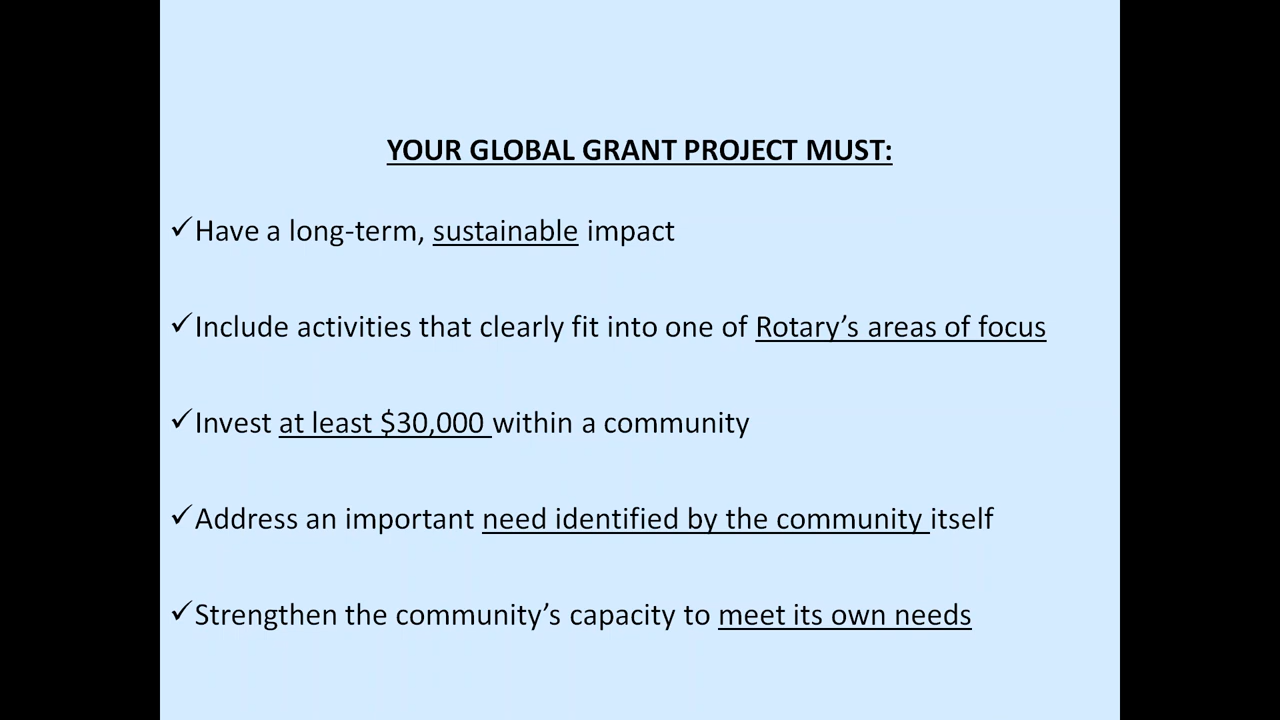 YOUR GLOBAL GRANT PROJECT MUST:
✓Have a long-term, sustainable impact
✓Include activities that clearly fit into one of Rotary’s areas of focus
✓Invest at least $30,000 within a community
✓Address an important need identified by the community itself
✓Strengthen the community’s capacity to meet its own needs